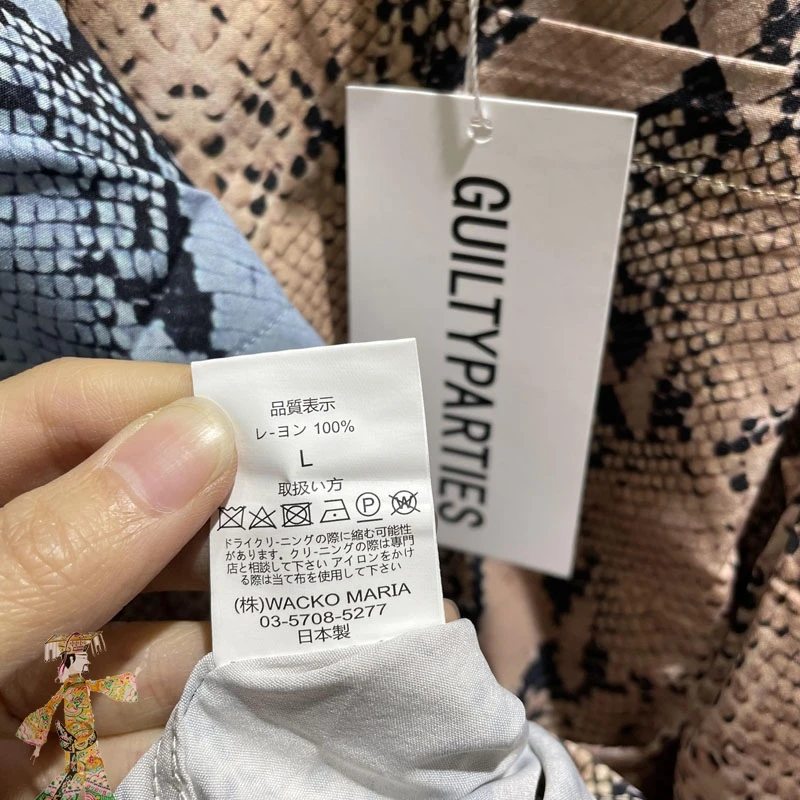 GUILTYPARTIES
品質表示
レ-ヨン 100%
L
取扱い方
P W
ドライクリ-ニングの際に縮む可能性
があります。クリ-ニングの際は専門
店と相談して下さい アイロンをかけ
る際は当て布を使用して下さい
(株)WACKO MARIA
03-5708-5277
日本製